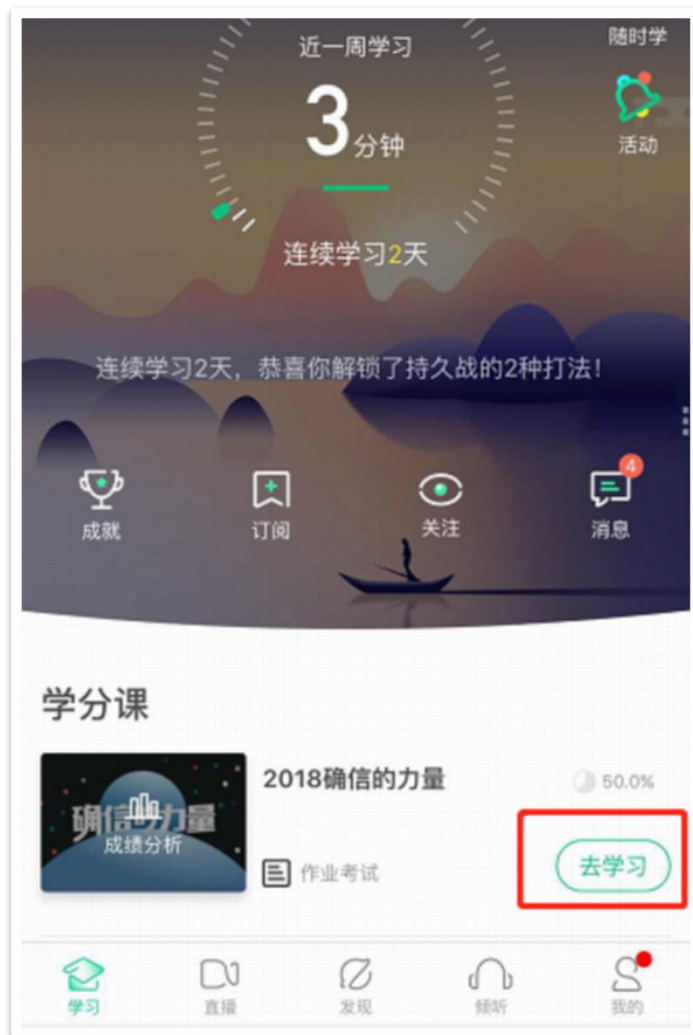 近一周学习
随时学
3分钟
活动
连续学习2天
连续学习2天，恭喜你解锁了持久战的2种打法！
4
成就
订阅
关注
消息
学分课
2018确信的力量
50.0%
确信的力量
成绩分析
作业考试
去学习
学习
直播
发现
倾听
我的